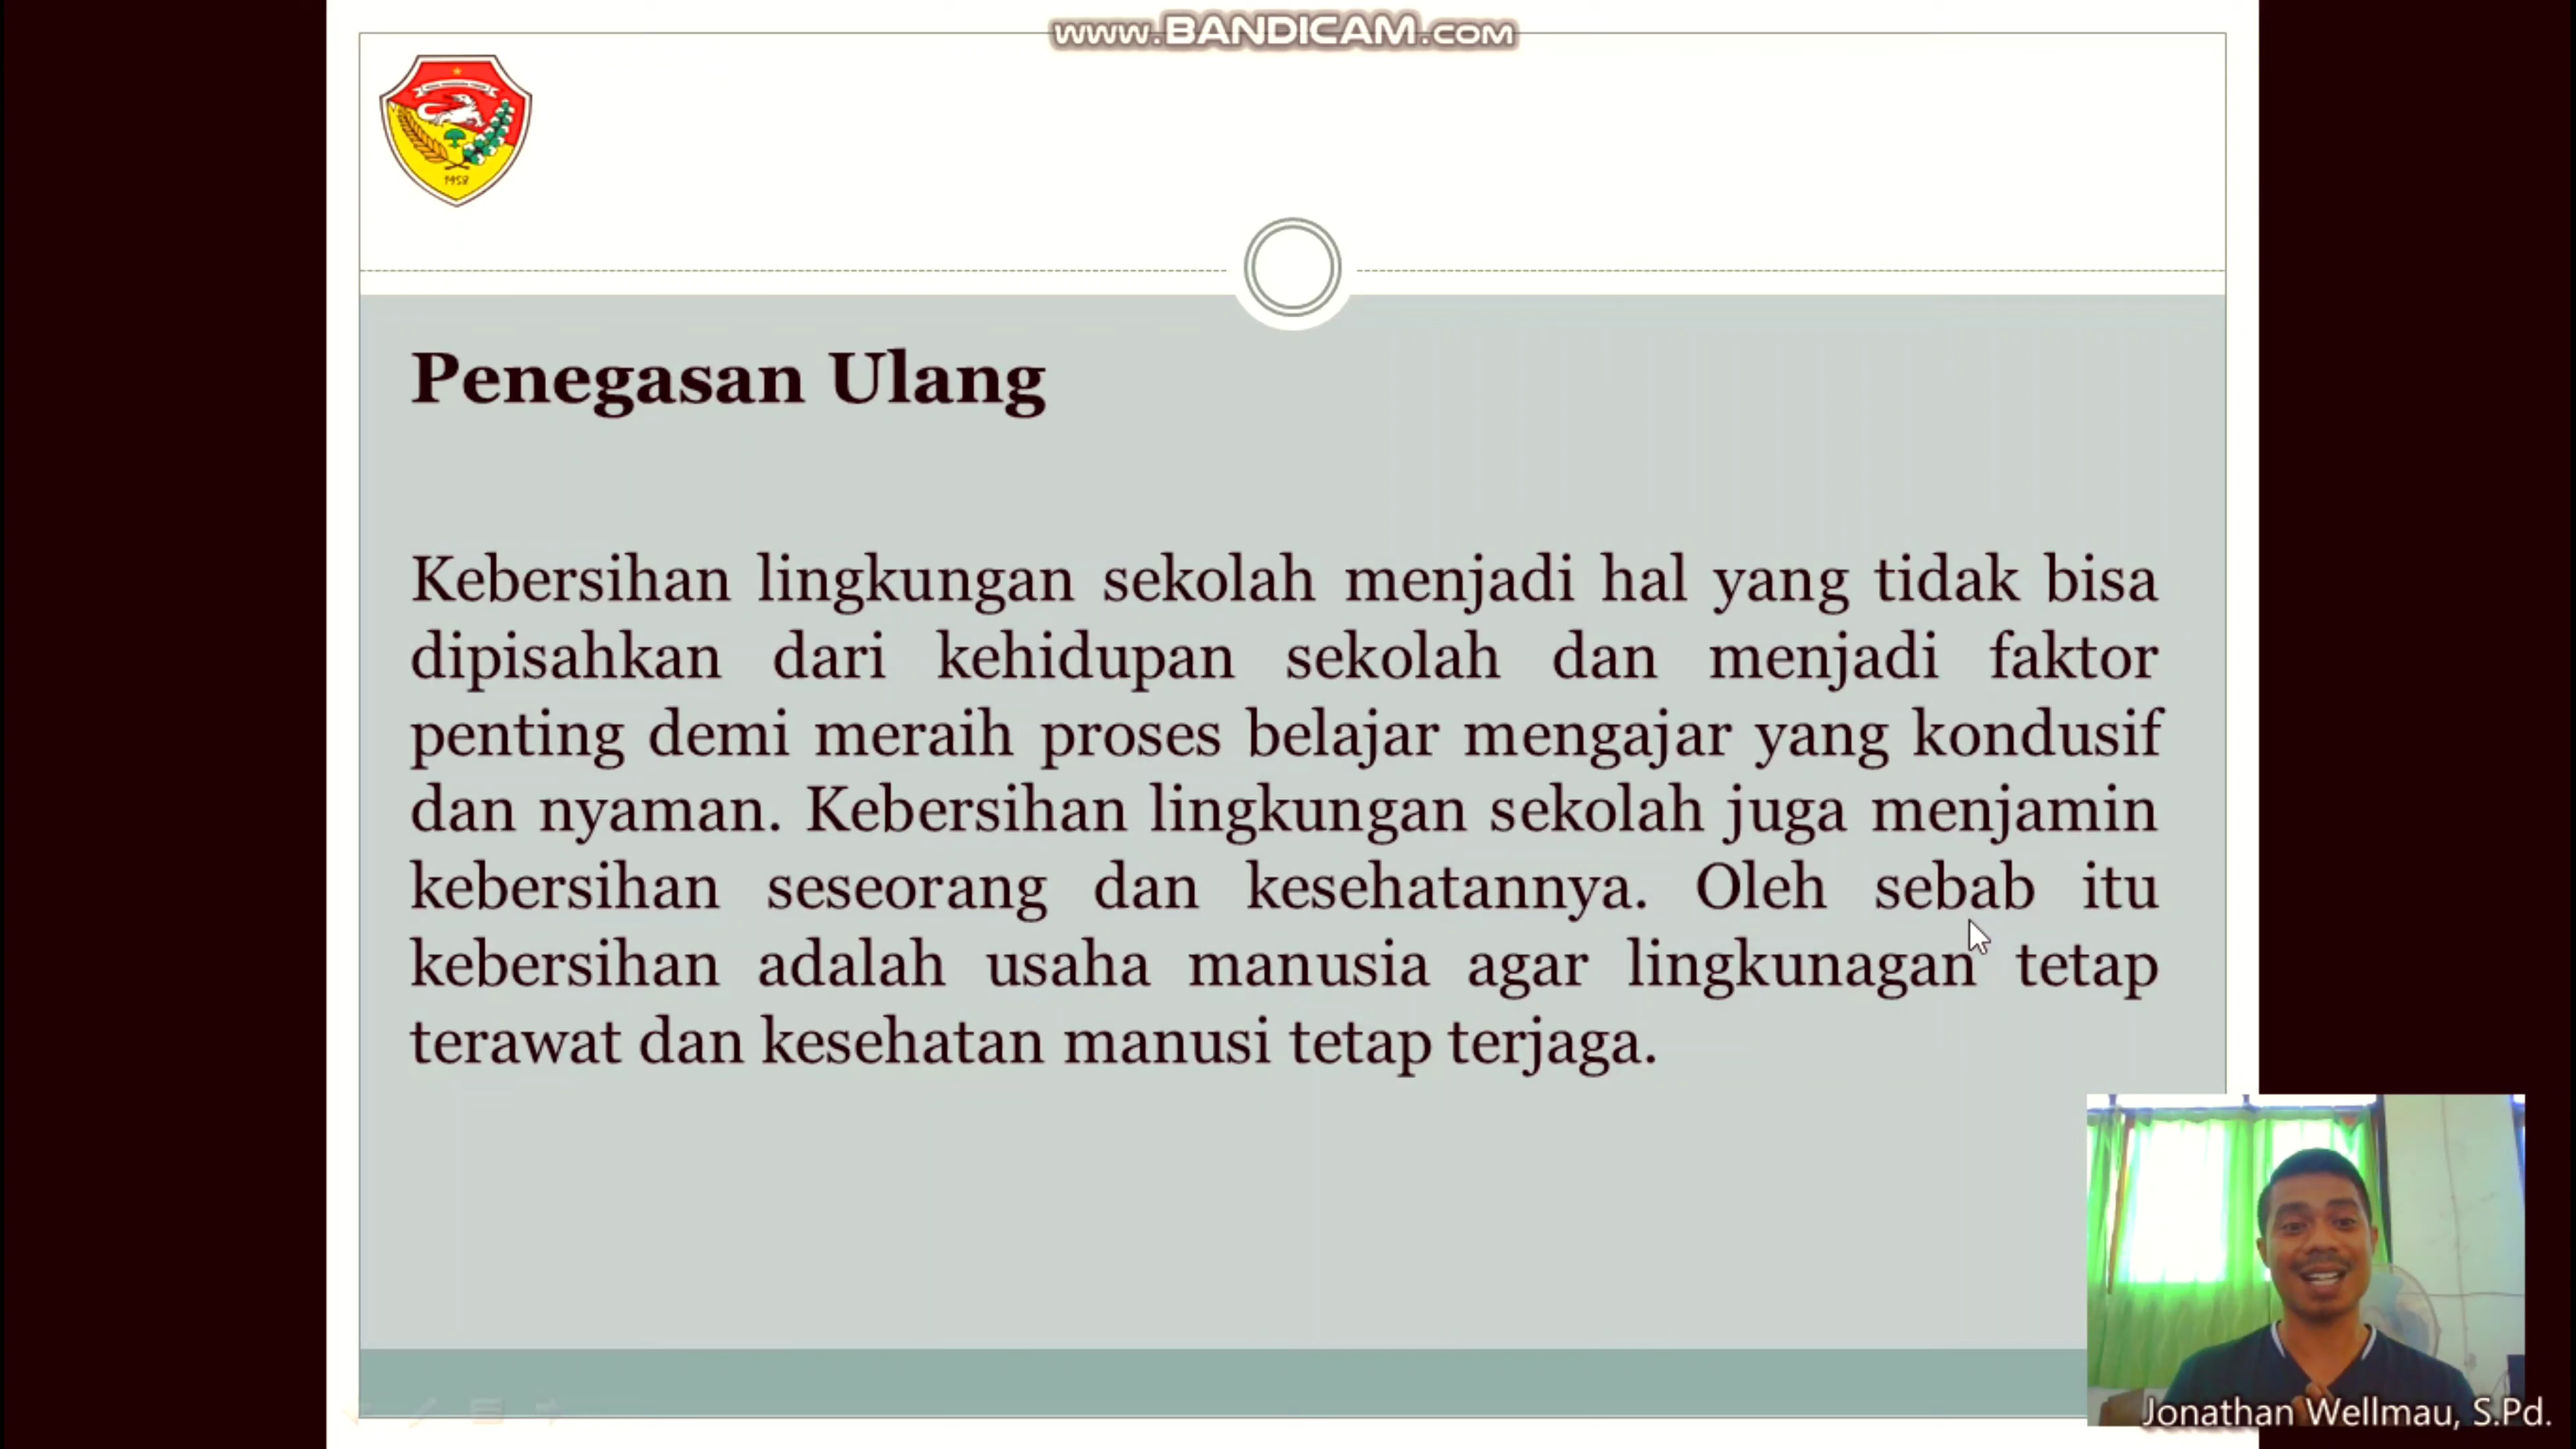 www.BANDICAM.com
1958
Penegasan Ulang
Kebersihan lingkungan sekolah menjadi hal yang tidak bisa
dipisahkan dari kehidupan sekolah dan menjadi faktor
penting demi meraih proses belajar mengajar yang kondusif
dan nyaman. Kebersihan lingkungan sekolah juga menjamin
kebersihan seseorang dan kesehatannya. Oleh sebab itu
kebersihan adalah usaha manusia agar lingkunagan tetap
terawat dan kesehatan manusi tetap terjaga.
Jonathan Wellmau, S.Pd.